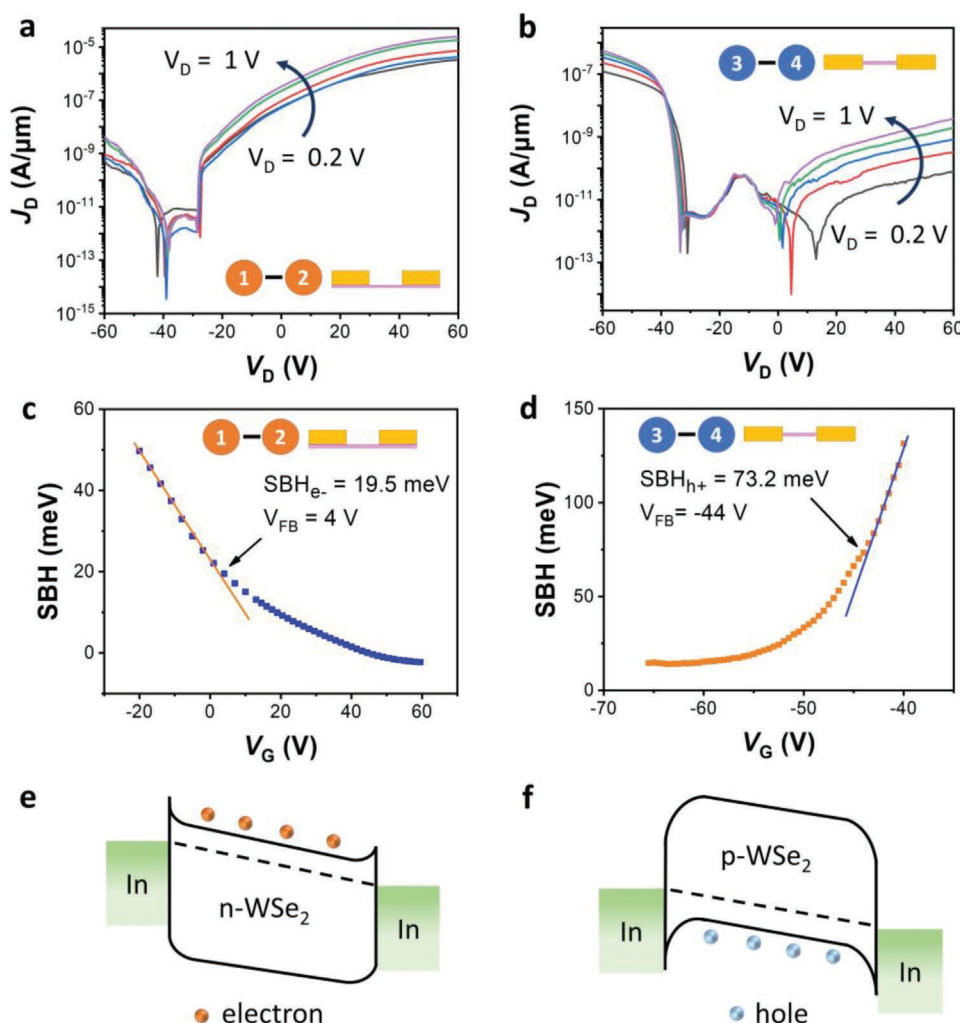 a
10⁻⁵
10⁻⁷
10⁻⁹
10⁻¹¹
10⁻¹³
10⁻¹⁵
J_D (A/μm)
V_D = 1 V
V_D = 0.2 V
1 2
-60 -40 -20 0 20 40 60
V_D (V)
b
10⁻⁷
10⁻⁹
10⁻¹¹
10⁻¹³
J_D (A/μm)
3 4
V_D = 1 V
V_D = 0.2 V
-60 -40 -20 0 20 40 60
V_D (V)
c
60
40
20
0
SBH (meV)
1 2
SBH_e- = 19.5 meV
V_FB = 4 V
-20 0 20 40 60
V_G (V)
d
150
100
50
0
SBH (meV)
3 4
SBH_h+ = 73.2 meV
V_FB= -44 V
-70 -60 -50 -40
V_G (V)
e
In
n-WSe₂
In
electron
f
In
p-WSe₂
In
hole